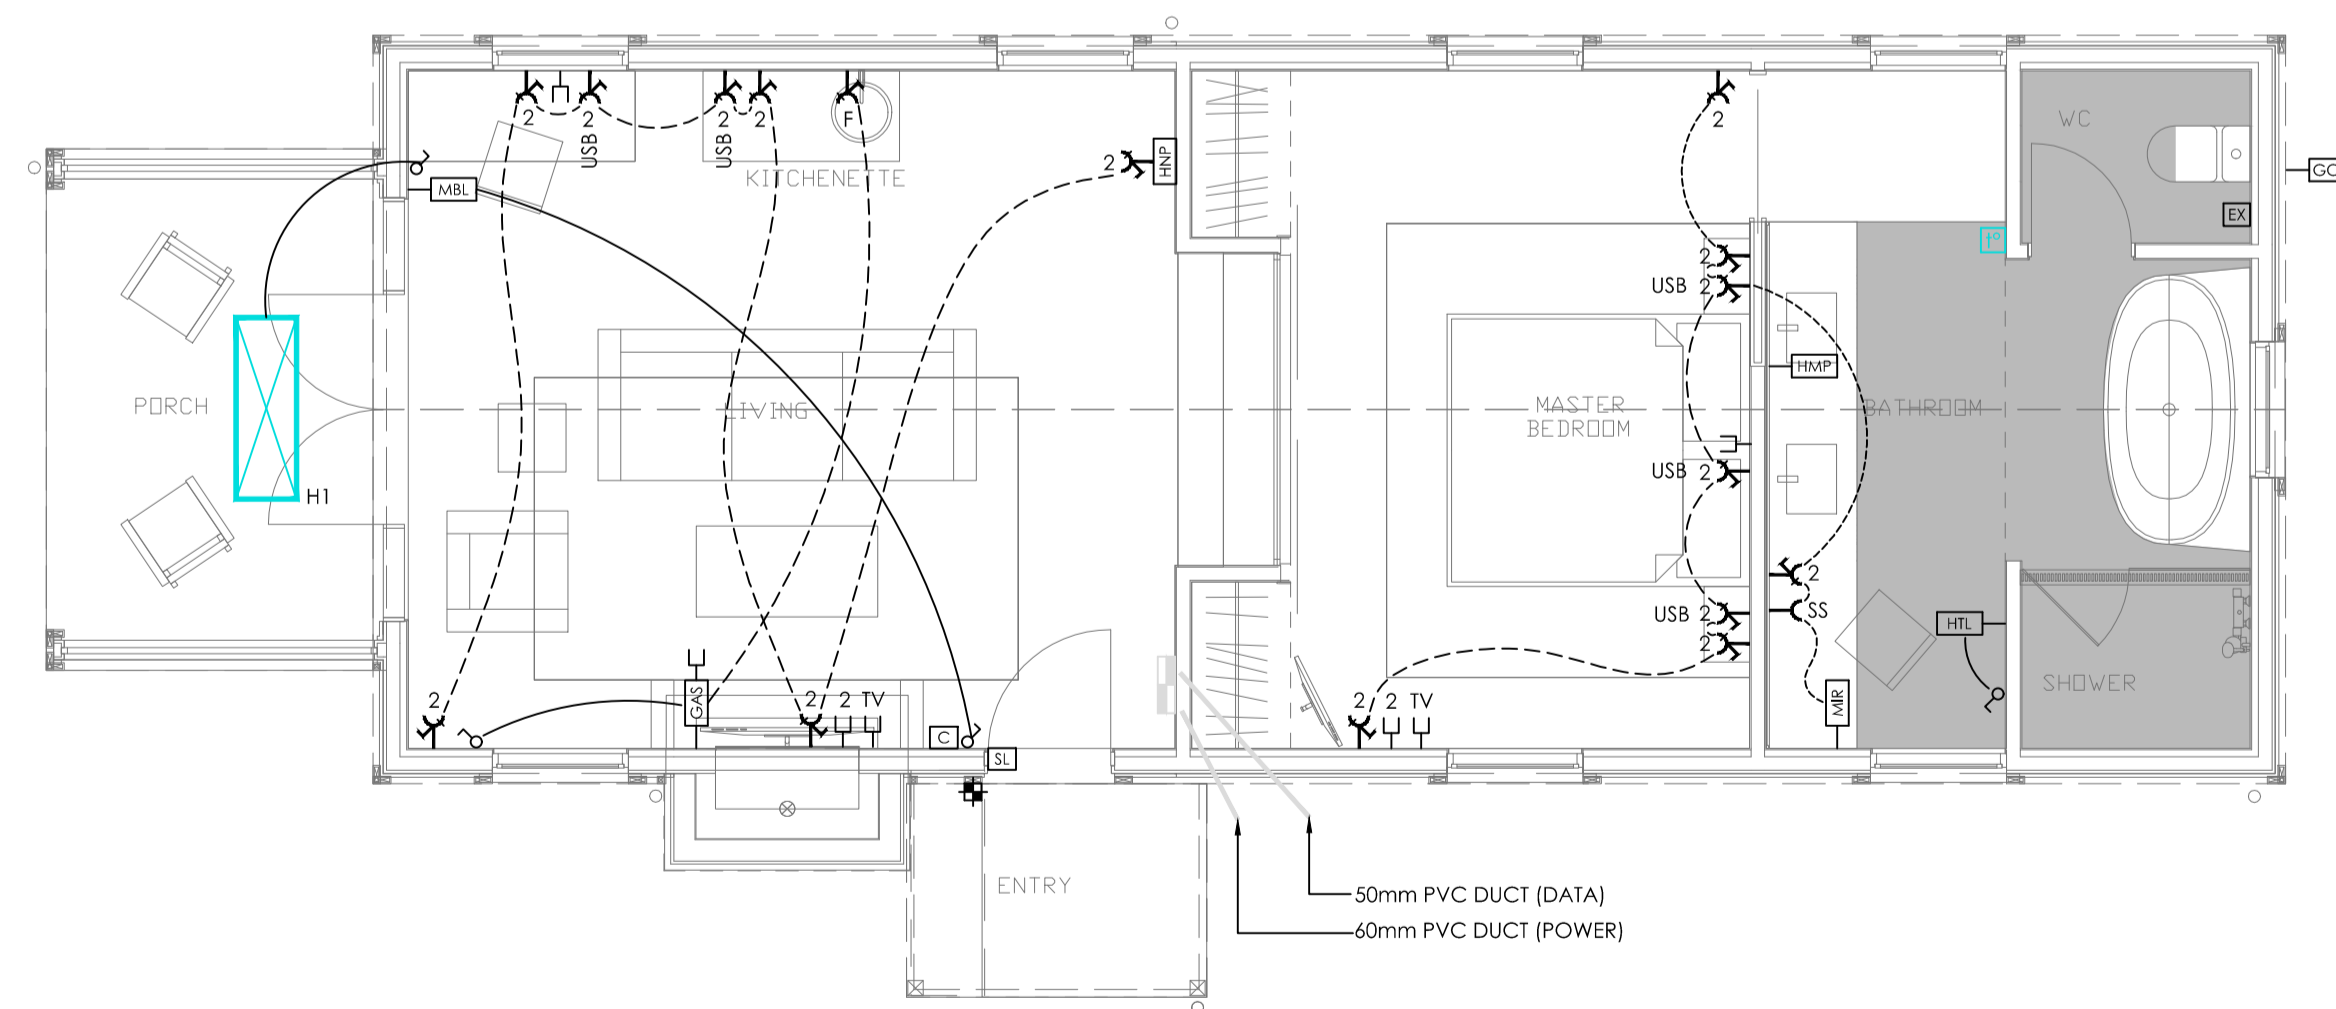 2
2
USB
2
USB
2
F
KITCHENETTE
2
HNP
MBL
2
WC
GC
EX
t°
2
USB 2
HMP
PORCH
LIVING
MASTER
BEDROOM
BATHROOM
H1
USB 2
2
SS
USB 2
2
HTL
SHOWER
2
GAS
2
2
TV
C
SL
2
2
TV
MIR
ENTRY
50mm PVC DUCT (DATA)
60mm PVC DUCT (POWER)